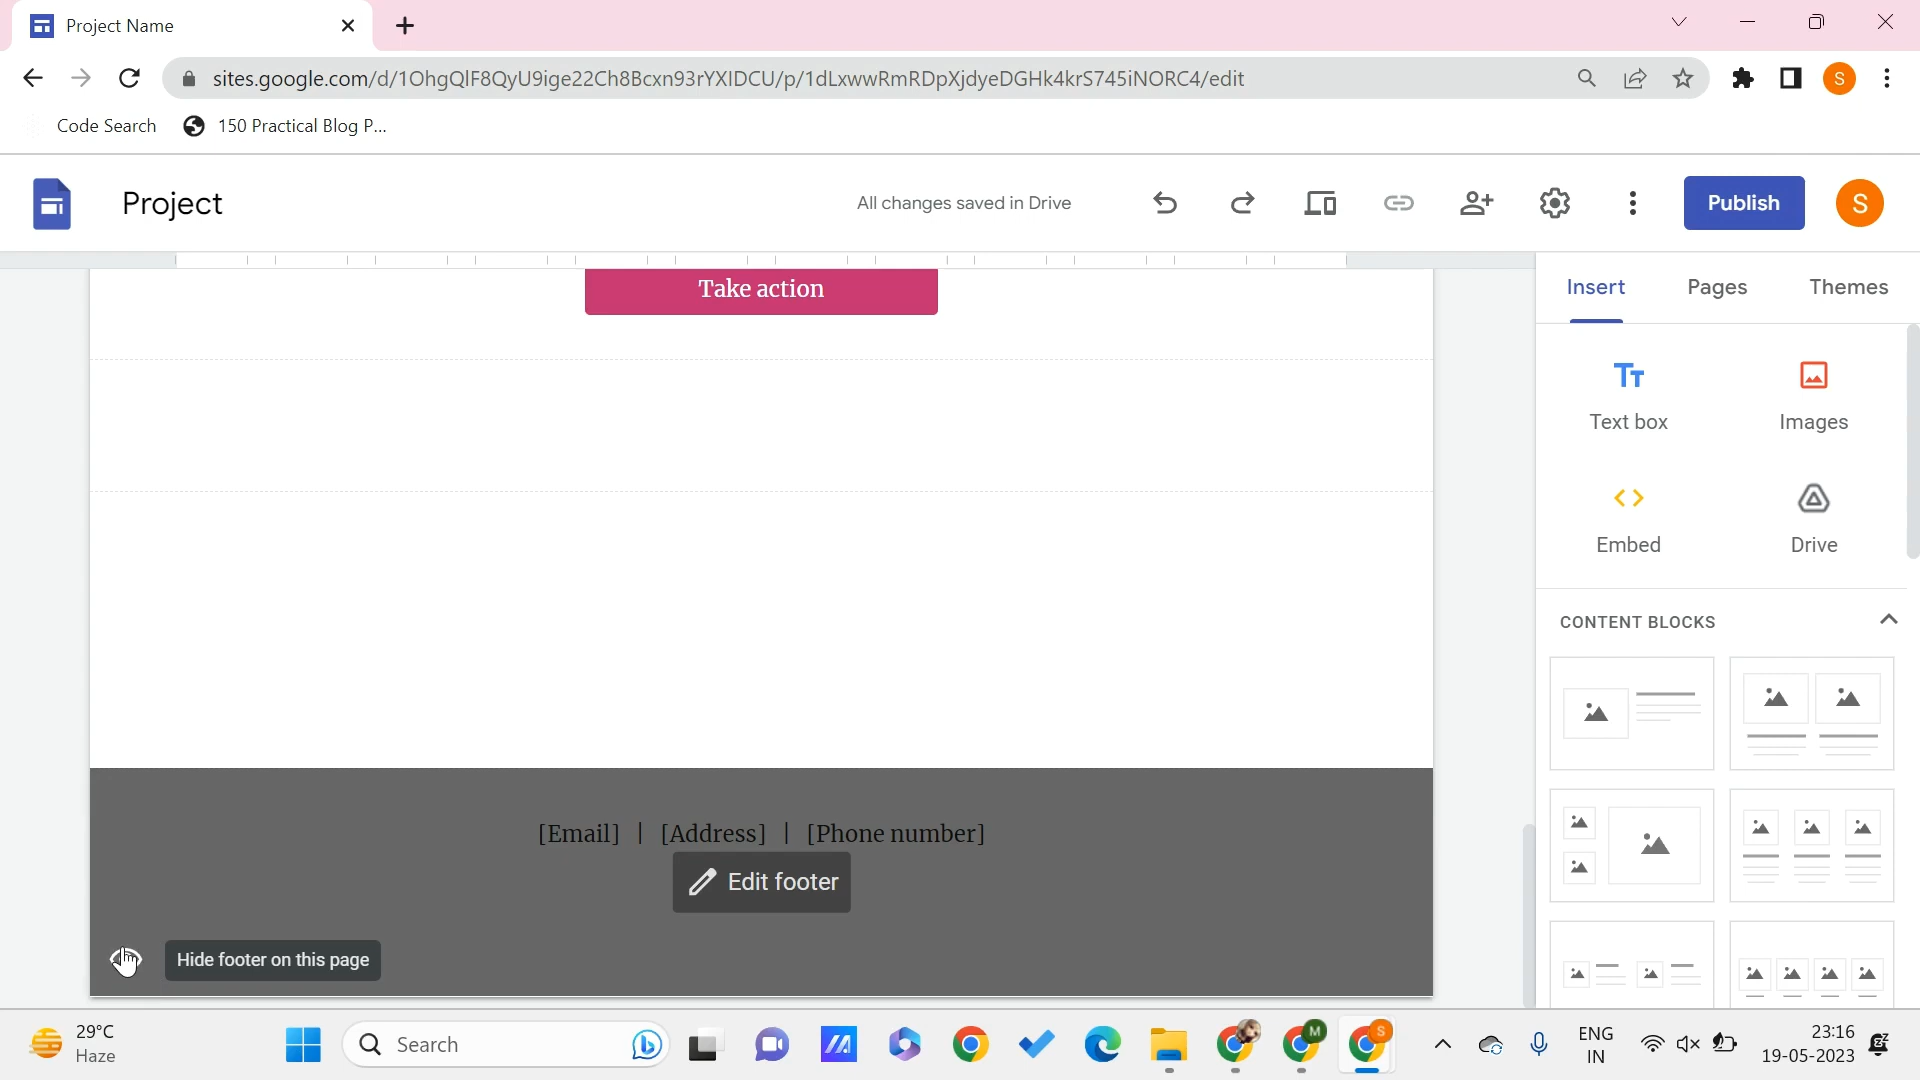 Project Name
sites.google.com/d/1OhgQlF8QyU9ige22Ch8Bcxn93rYXIDCU/p/1dLxwwRmRDpXjdyeDGHk4krS745iNORC4/edit
S
Code Search
150 Practical Blog P...
Project
All changes saved in Drive
Publish
S
Take action
Insert
Pages
Themes
Text box
Images
Embed
Drive
CONTENT BLOCKS
[Email] | [Address] | [Phone number]
Edit footer
Hide footer on this page
29°C
Haze
Search
M
S
ENG
IN
23:16
19-05-2023